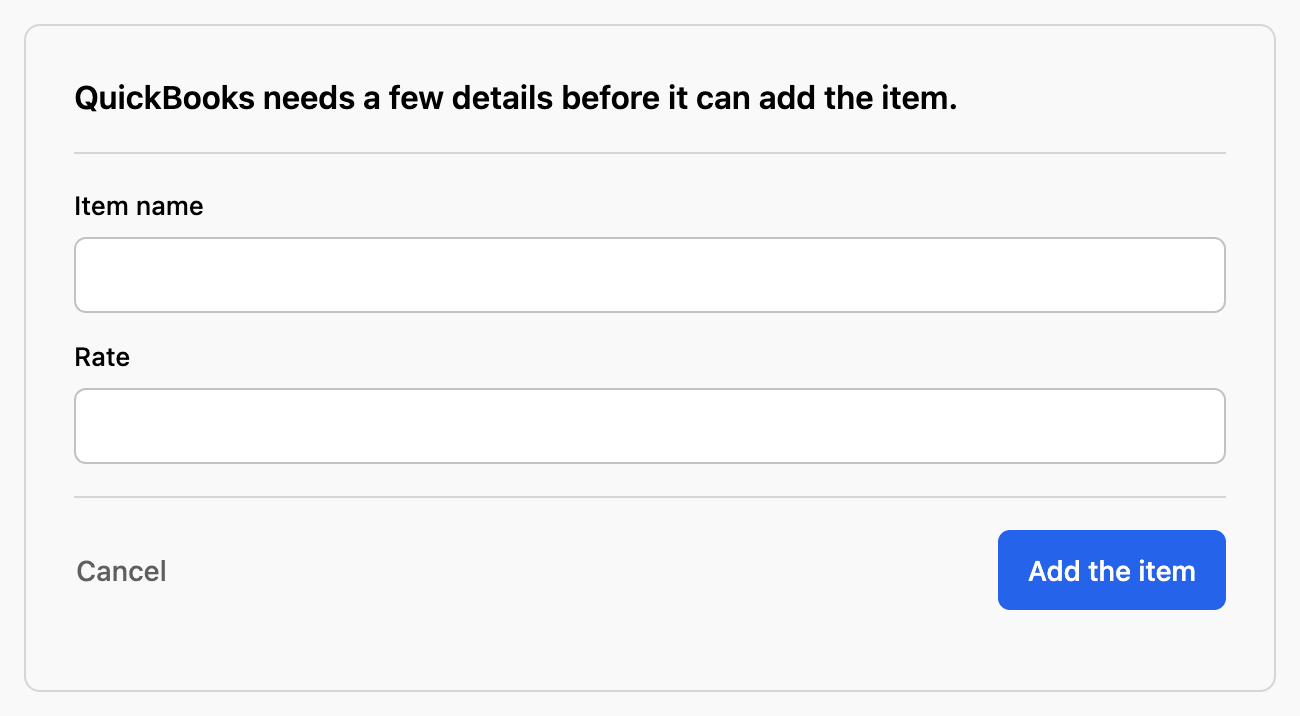 QuickBooks needs a few details before it can add the item.
Item name
Rate
Cancel
Add the item